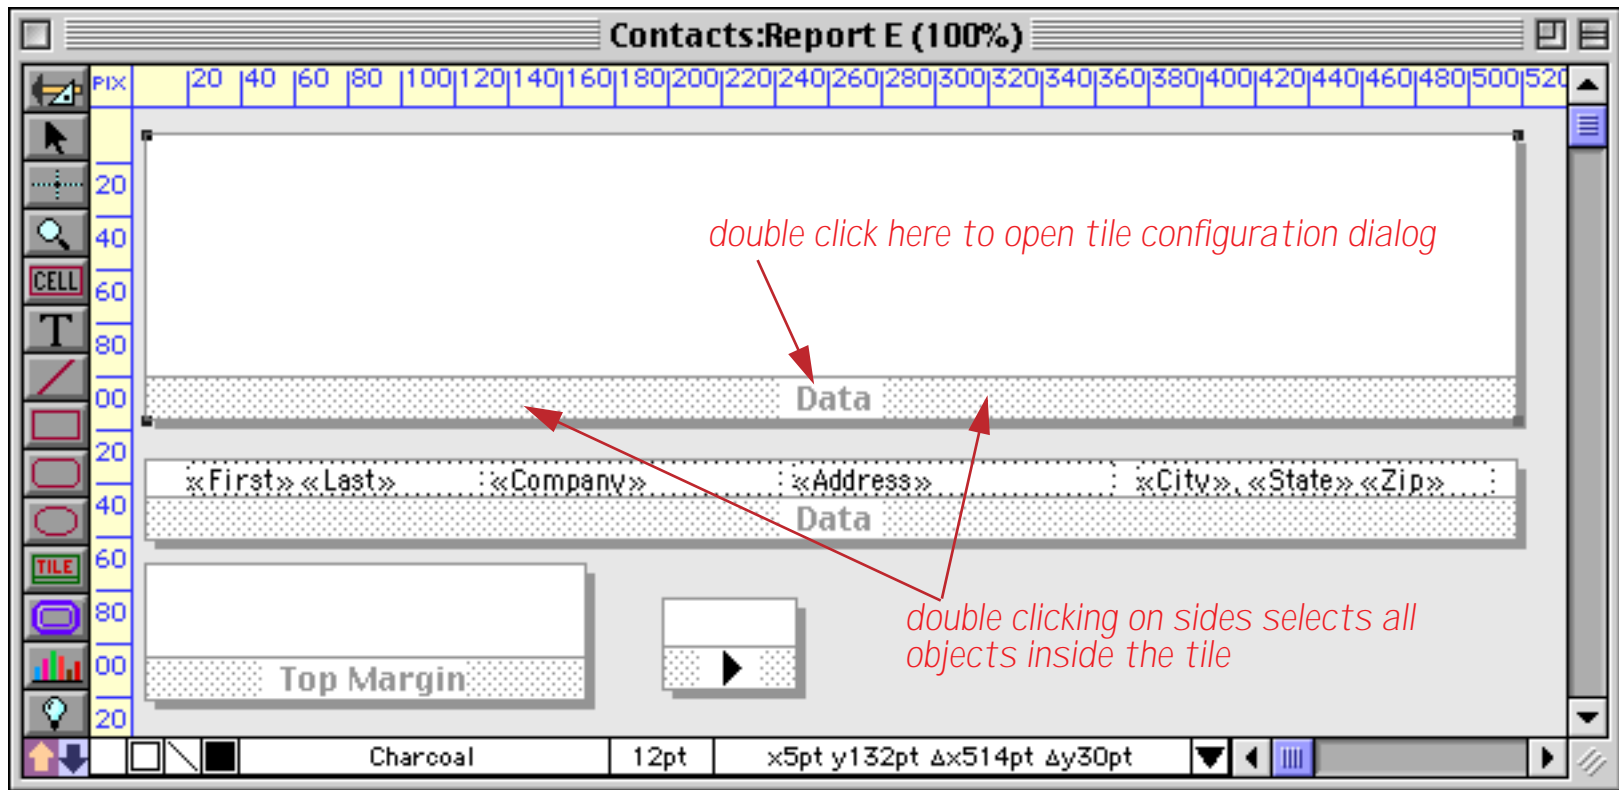 Contacts:Report E (100%)
PIX 20 40 60 80 100 120 140 160 180 200 220 240 260 280 300 320 340 360 380 400 420 440 460 480 500 520
20
double click here to open tile configuration dialog
40
CELL
60
T
80
00
Data
20
«First» «Last» «Company» «Address» «City», «State» «Zip»
40
Data
60
TILE
80
double clicking on sides selects all
objects inside the tile
00
Top Margin
20
Charcoal 12pt x5pt y132pt Δx514pt Δy30pt